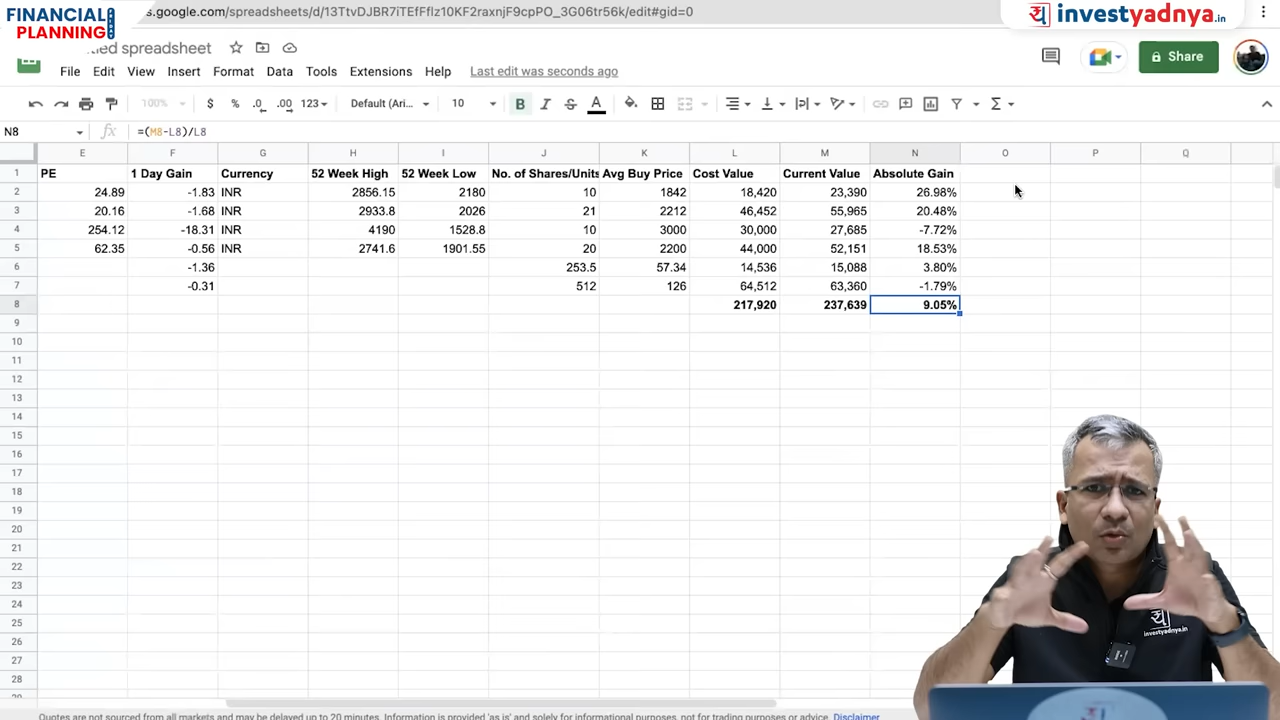 FINANCIAL
PLANNING
SERIES
s.google.com/spreadsheets/d/13TtvDJBR7iTEfFflz10KF2raxnjF9cpPO_3G06tr56k/edit#gid=0
investyadnya.in
tled spreadsheet
File Edit View Insert Format Data Tools Extensions Help Last edit was seconds ago
Share
100% $ % .0 .00 123 Default (Ari... 10 B I S A
N8 fx =(M8-L8)/L8
E F G H I J K L M N O P Q
1 PE 1 Day Gain Currency 52 Week High 52 Week Low No. of Shares/Units Avg Buy Price Cost Value Current Value Absolute Gain
2 24.89 -1.83 INR 2856.15 2180 10 1842 18,420 23,390 26.98%
3 20.16 -1.68 INR 2933.8 2026 21 2212 46,452 55,965 20.48%
4 254.12 -18.31 INR 4190 1528.8 10 3000 30,000 27,685 -7.72%
5 62.35 -0.56 INR 2741.6 1901.55 20 2200 44,000 52,151 18.53%
6 -1.36 253.5 57.34 14,536 15,088 3.80%
7 -0.31 512 126 64,512 63,360 -1.79%
8 217,920 237,639 9.05%
9
10
11
12
13
14
15
16
17
18
19
20
21
22
23
24
25
26
27
28
investyadnya.in
Quotes are not sourced from all markets and may be delayed up to 20 minutes. Information is provided 'as is' and solely for informational purposes, not for trading purposes or advice. Disclaimer